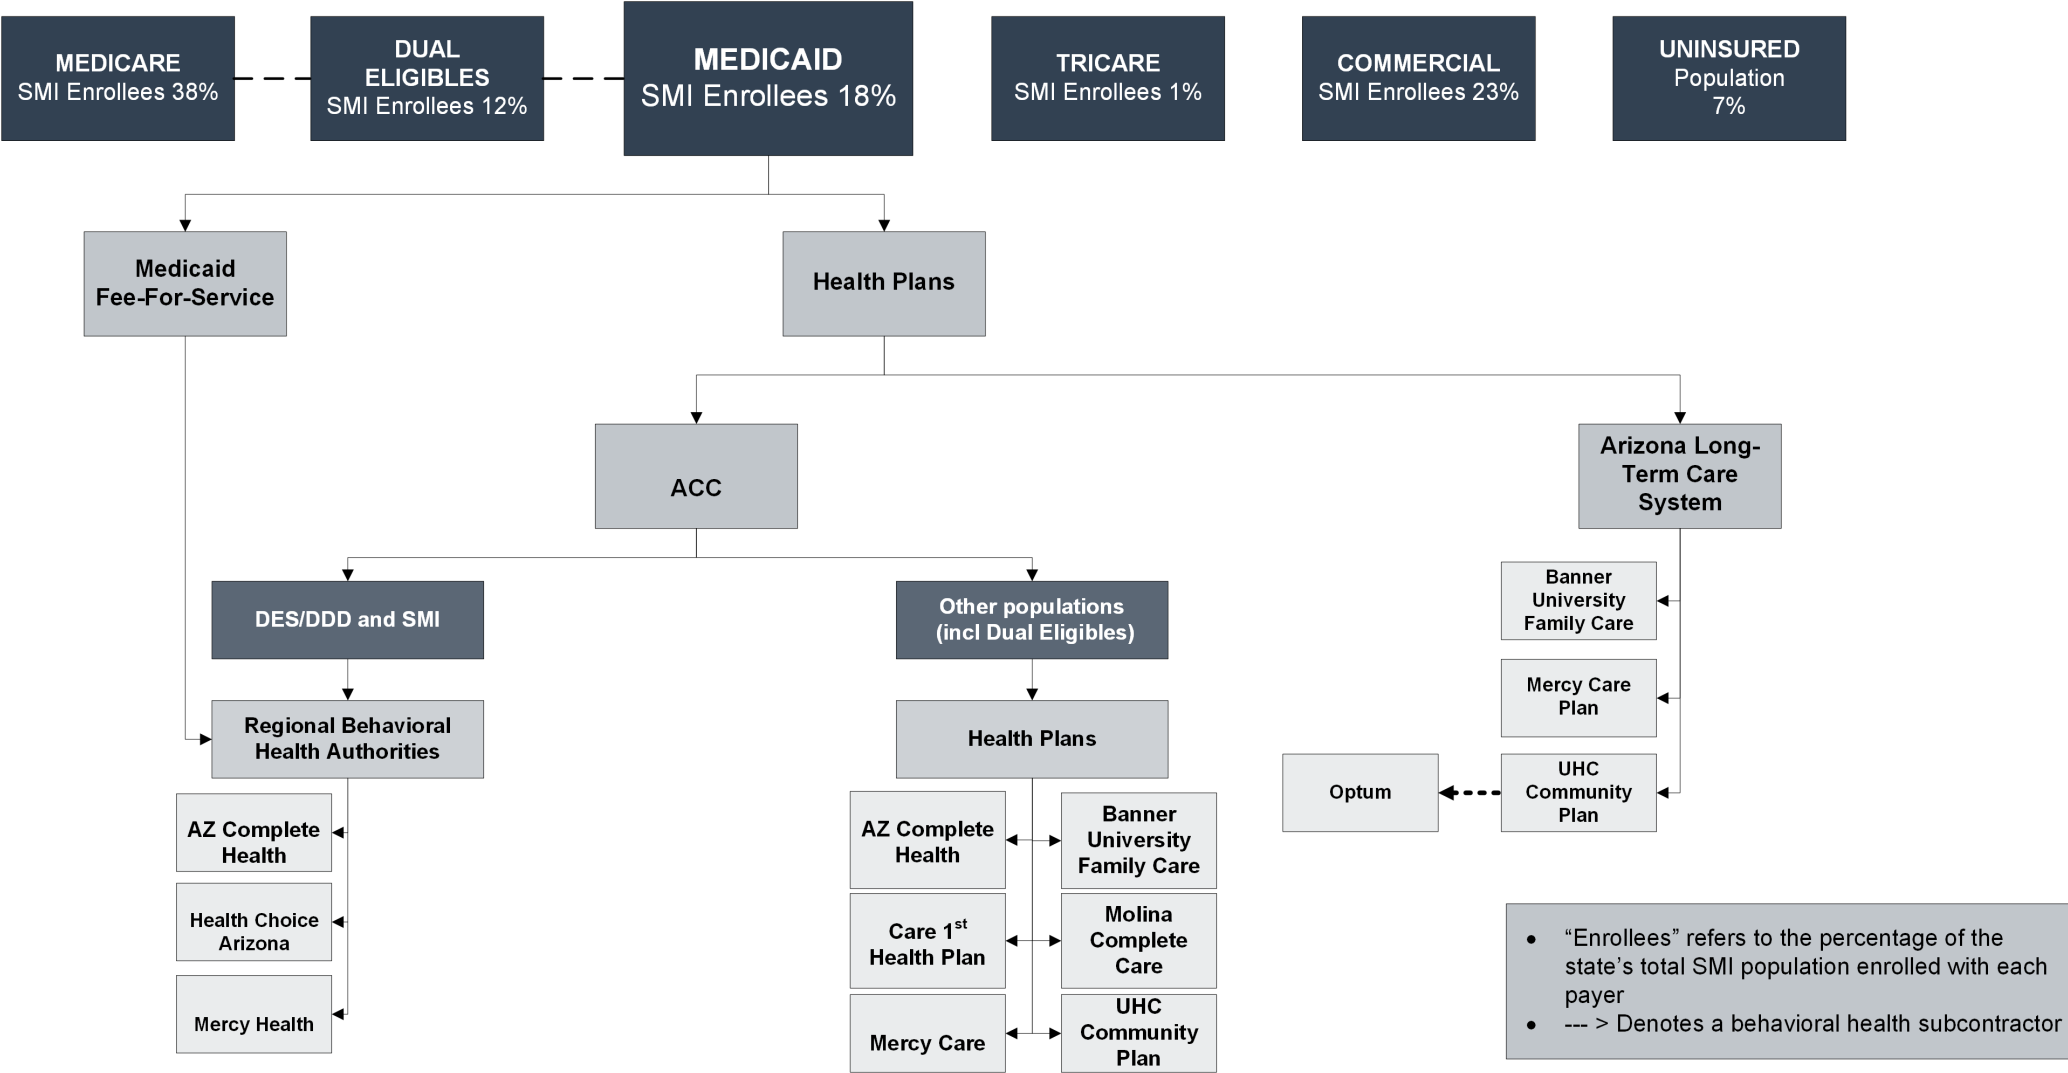 MEDICARE
SMI Enrollees 38%
DUAL
ELIGIBLES
SMI Enrollees 12%
MEDICAID
SMI Enrollees 18%
TRICARE
SMI Enrollees 1%
COMMERCIAL
SMI Enrollees 23%
UNINSURED
Population
7%
Medicaid
Fee-For-Service
Health Plans
ACC
Arizona Long-
Term Care
System
DES/DDD and SMI
Other populations
(incl Dual Eligibles)
Banner
University
Family Care
Mercy Care
Plan
UHC
Community
Plan
Optum
Regional Behavioral
Health Authorities
Health Plans
AZ Complete
Health
Health Choice
Arizona
Mercy Health
AZ Complete
Health
Banner
University
Family Care
Care 1st
Health Plan
Molina
Complete
Care
Mercy Care
UHC
Community
Plan
• “Enrollees” refers to the percentage of the
state’s total SMI population enrolled with each
payer
• --- > Denotes a behavioral health subcontractor